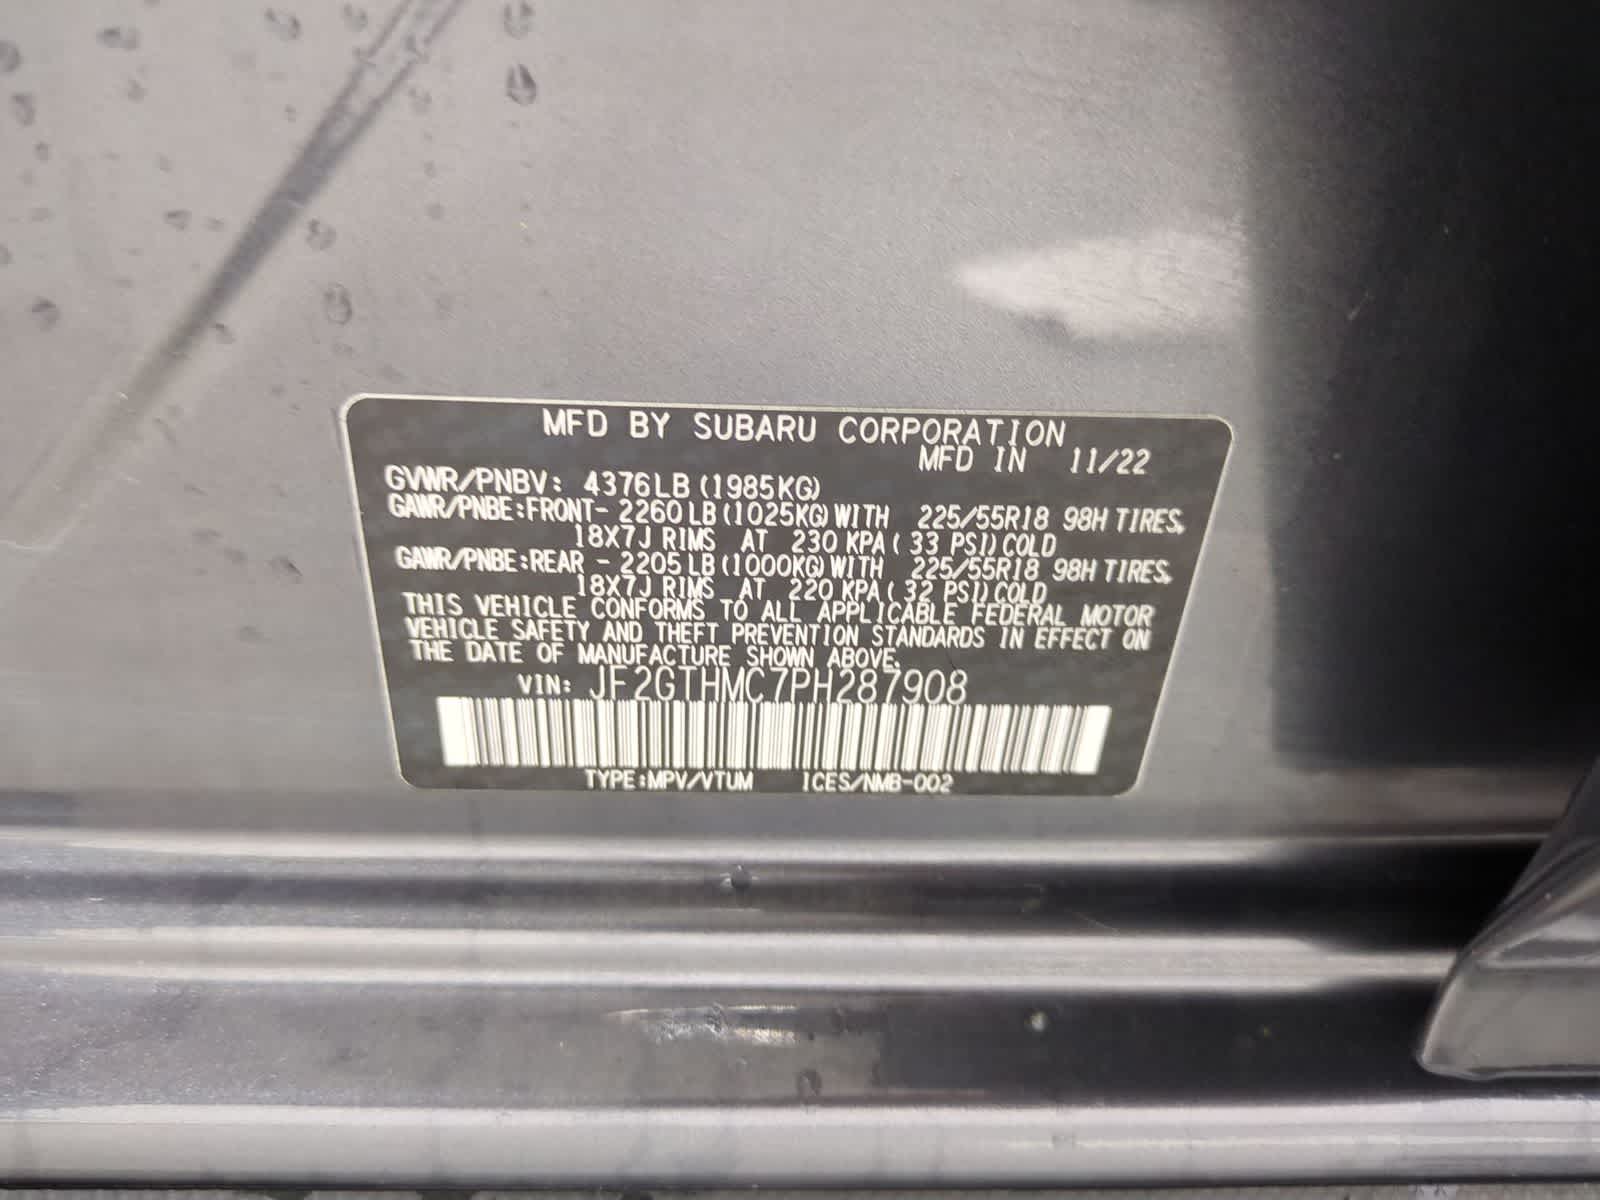 MFD BY SUBARU CORPORATION
MFD IN 11/22
GVWR/PNBV: 4376LB(1985KG)
GAWR/PNBE:FRONT- 2260LB(1025KG)WITH 225/55R18 98H TIRES,
18X7J RIMS AT 230 KPA( 33 PSI)COLD
GAWR/PNBE:REAR - 2205LB(1000KG)WITH 225/55R18 98H TIRES,
18X7J RIMS AT 220 KPA( 32 PSI)COLD
THIS VEHICLE CONFORMS TO ALL APPLICABLE FEDERAL MOTOR
VEHICLE SAFETY AND THEFT PREVENTION STANDARDS IN EFFECT ON
THE DATE OF MANUFACTURE SHOWN ABOVE.
VIN: JF2GTHMC7PH287908
TYPE:MPV/VTUM ICES/NMB-002